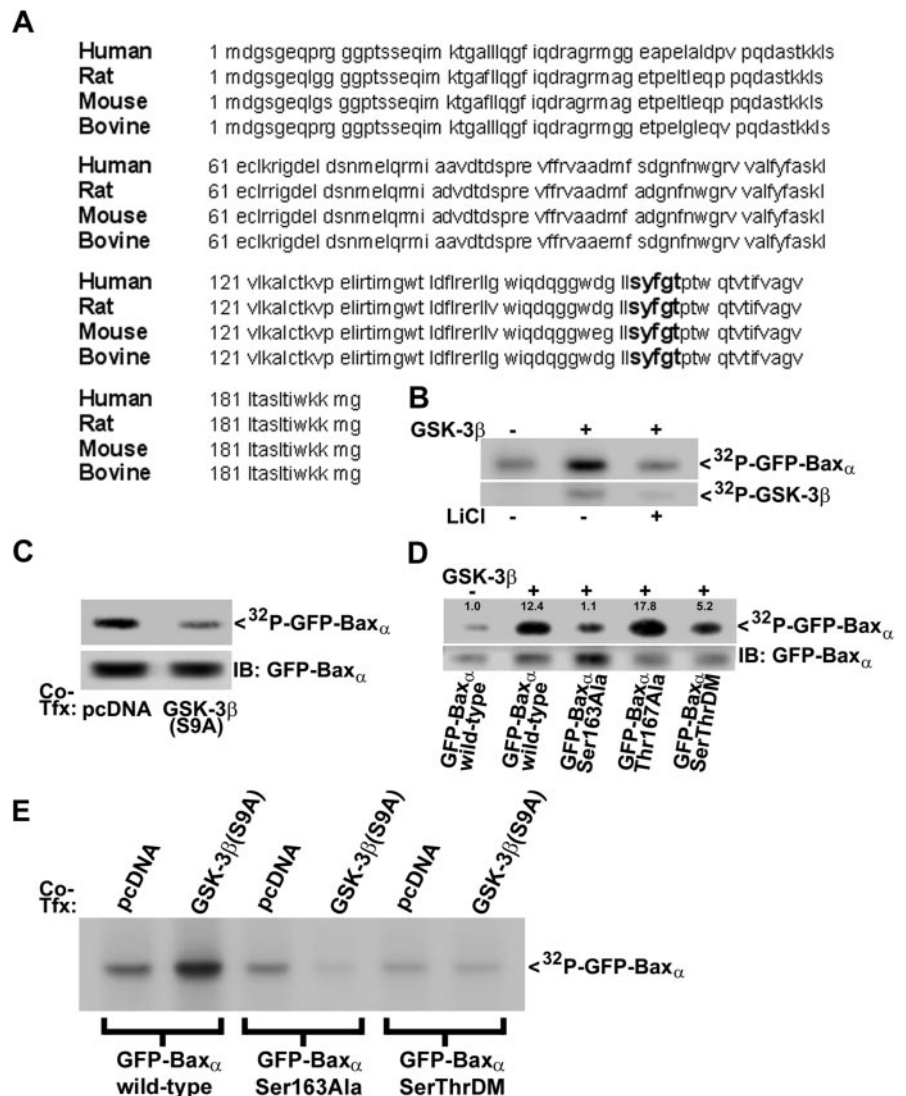 A
Human 1 mdgsgeqprg ggptsseqim ktgalllqgf iqdragrmgg eapelaldpv pqdastkkls
Rat 1 mdgsgeqlgg ggptsseqim ktgafllqgf iqdragrmag etpeltleqp pqdastkkls
Mouse 1 mdgsgeqlgs ggptsseqim ktgafllqgf iqdragrmag etpeltleqp pqdastkkls
Bovine 1 mdgsgeqprg ggptsseqim ktgalllqgf iqdragrmgg etpelgleqv pqdastkkls
Human 61 eclkrigdel dsnmelqrmi aavdtdspre vffrvaadmf sdgnfnwgrv valfyfaskl
Rat 61 eclrrigdel dsnmelqrmi advdtdspre vffrvaadmf adgnfnwgrv valfyfaskl
Mouse 61 eclrrigdel dsnmelqrmi advdtdspre vffrvaadmf adgnfnwgrv valfyfaskl
Bovine 61 eclkrigdel dsnmelqrmi aavdtdspre vffrvaaemf sdgnfnwgrv valfyfaskl
Human 121 vlkalctkvp elirtimgwt ldflrerllg wiqdqggwdg llsyfgtptw qtvtifvagv
Rat 121 vlkalctkvp elirtimgwt ldflrerllv wiqdqggwdg llsyfgtptw qtvtifvagv
Mouse 121 vlkalctkvp elirtimgwt ldflrerllv wiqdqggweg llsyfgtptw qtvtifvagv
Bovine 121 vlkalctkvp elirtimgwt ldflrerllg wiqdqggwdg llsyfgtptw qtvtifvagv
Human 181 ltasltiwkk mg
Rat 181 ltasltiwkk mg
Mouse 181 ltasltiwkk mg
Bovine 181 ltasltiwkk mg
B
GSK-3β - + +
<32P-GFP-Baxα
<32P-GSK-3β
LiCl - - +
C
<32P-GFP-Baxα
IB: GFP-Baxα
Co-
Tfx: pcDNA GSK-3β
(S9A)
D
GSK-3β
- + + + +
1.0 12.4 1.1 17.8 5.2
<32P-GFP-Baxα
IB: GFP-Baxα
GFP-Baxα
wild-type
GFP-Baxα
wild-type
GFP-Baxα
Ser163Ala
GFP-Baxα
Thr167Ala
GFP-Baxα
SerThrDM
E
Co-
Tfx:
pcDNA
GSK-3β(S9A)
pcDNA
GSK-3β(S9A)
pcDNA
GSK-3β(S9A)
<32P-GFP-Baxα
GFP-Baxα
wild-type
GFP-Baxα
Ser163Ala
GFP-Baxα
SerThrDM